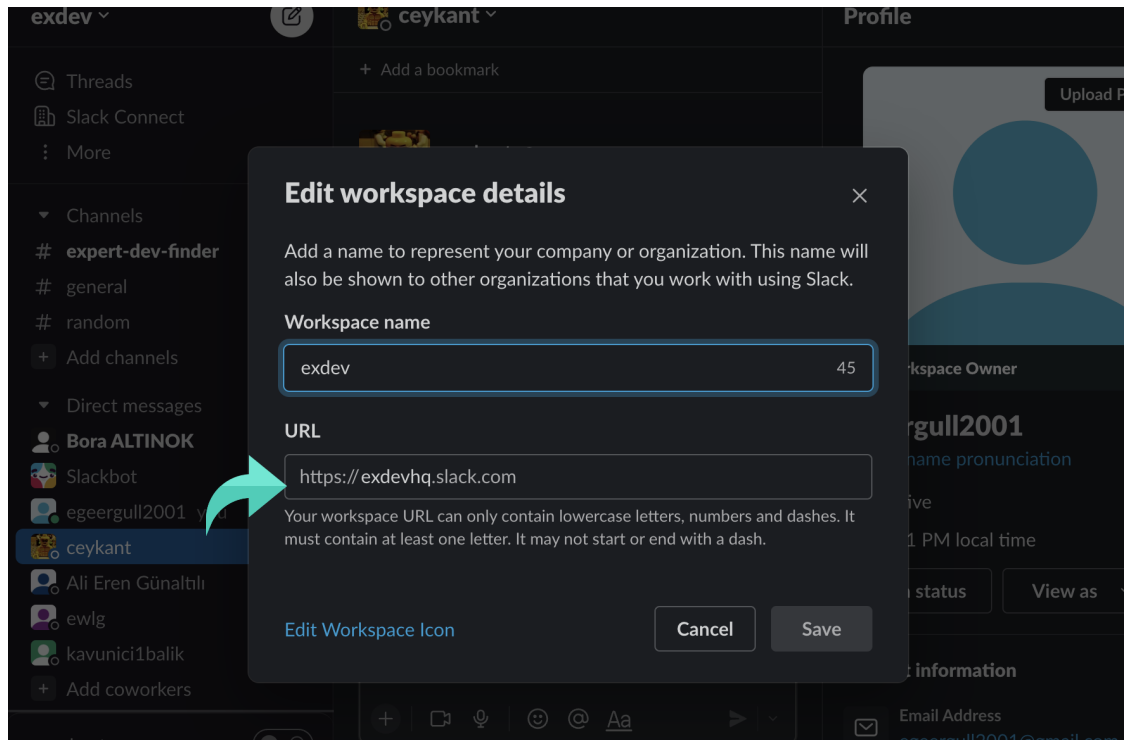 exdev
ceykant
Profile
Add a bookmark
Threads
Slack Connect
More
Upload P
Channels
# expert-dev-finder
# general
# random
+ Add channels
Direct messages
Bora ALTINOK
Slackbot
egeergull2001
ceykant
Ali Eren Günaltılı
ewlg
kavunici1balik
+ Add coworkers
Edit workspace details
Add a name to represent your company or organization. This name will
also be shown to other organizations that you work with using Slack.
Workspace name
exdev 45
URL
https://exdevhq.slack.com
Your workspace URL can only contain lowercase letters, numbers and dashes. It
must contain at least one letter. It may not start or end with a dash.
Edit Workspace Icon
Cancel
Save
Aa
kspace Owner
rgull2001
name pronunciation
ive
1 PM local time
status
View as
information
Email Address
egeergull2001@gmail.com